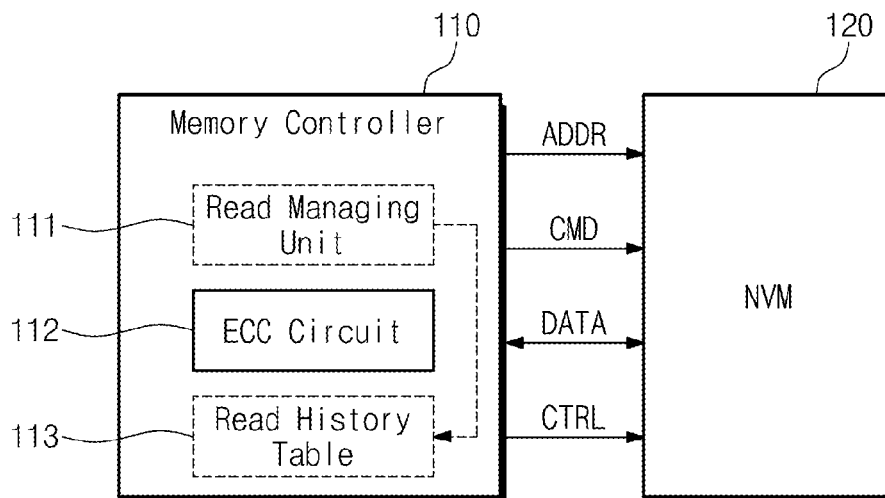 110
120
Memory Controller
ADDR
111
Read Managing
Unit
CMD
NVM
112
ECC Circuit
DATA
113
Read History
Table
CTRL